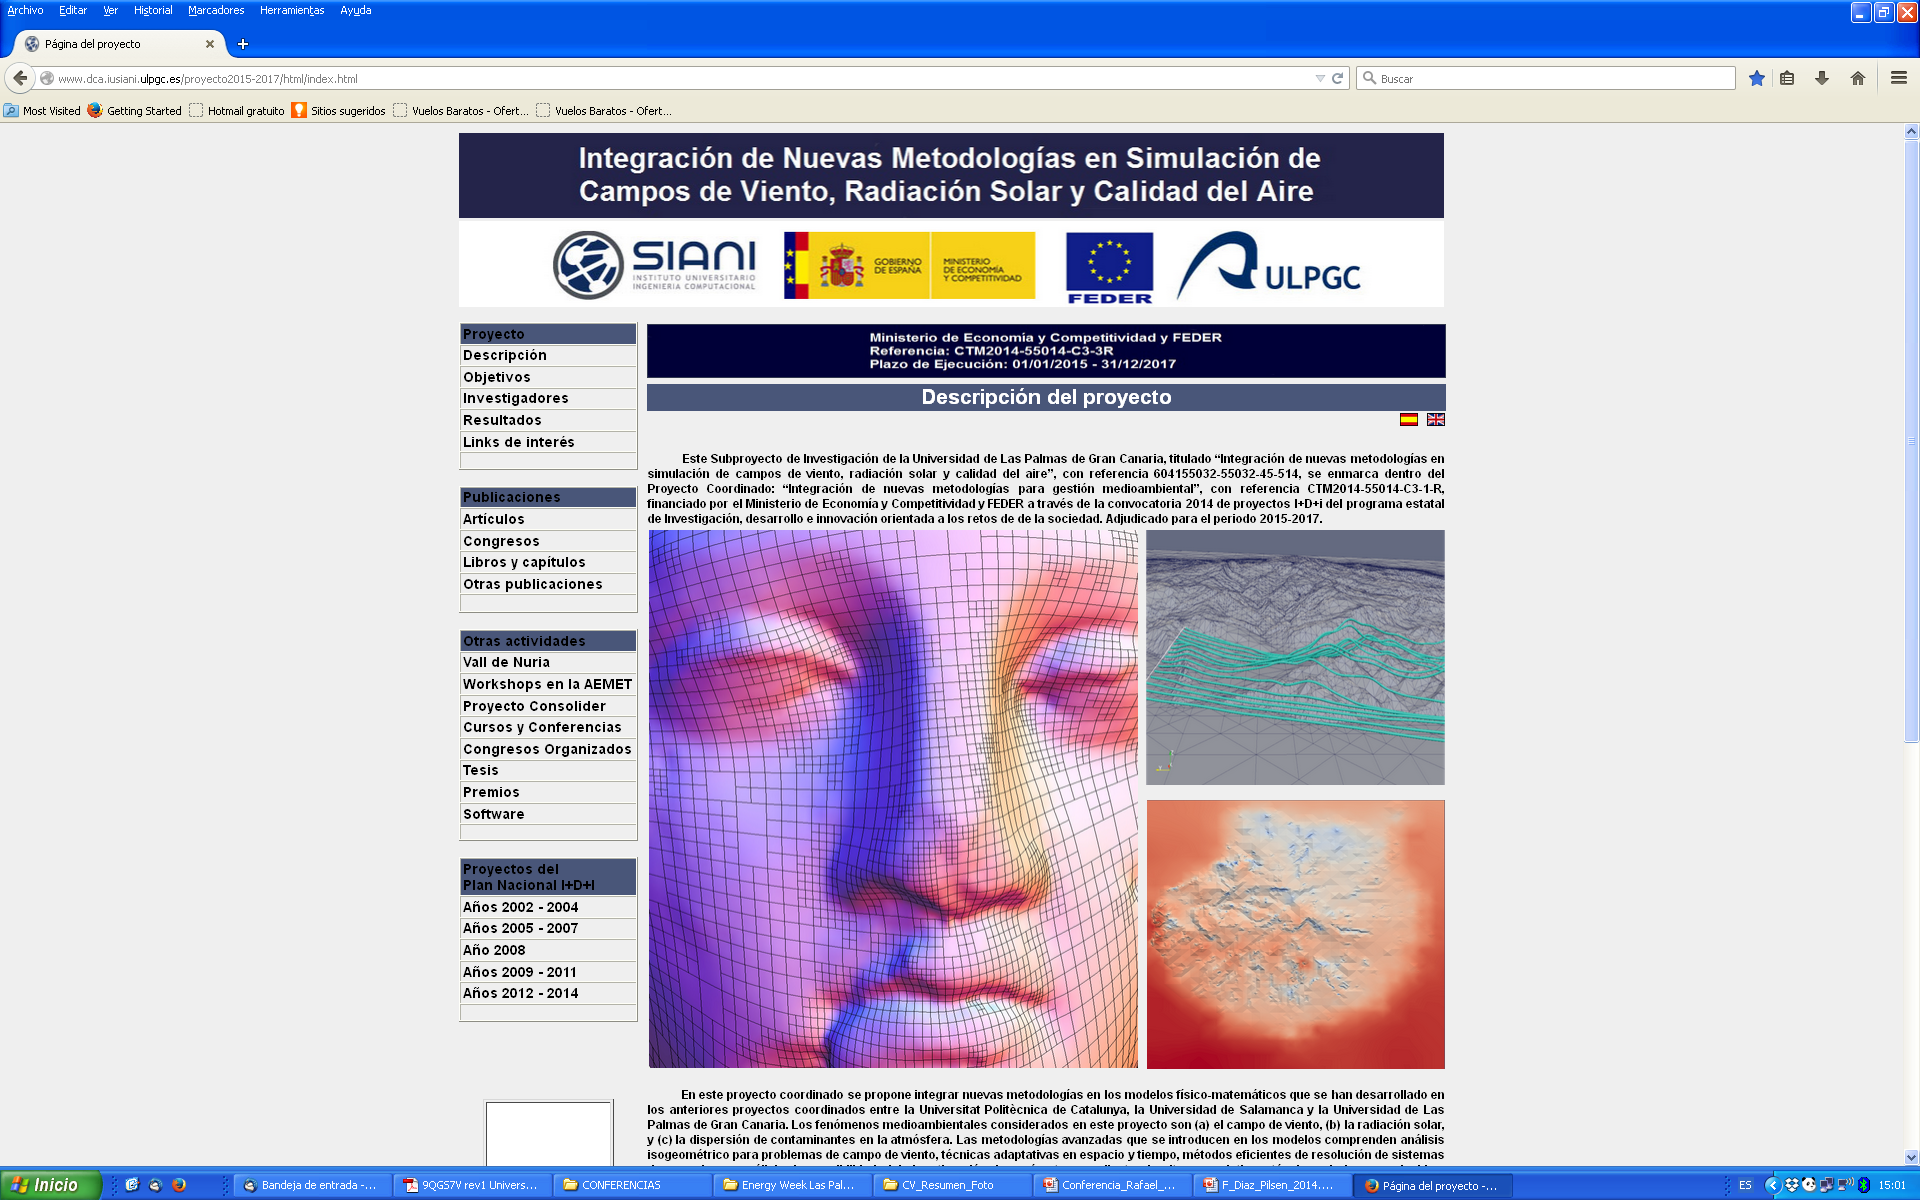 Archivo Editar Ver Historial Marcadores Herramientas Ayuda
Página del proyecto
www.dca.iusiani.ulpgc.es/proyecto2015-2017/html/index.html
Buscar
Most Visited Getting Started Hotmail gratuito Sitios sugeridos Vuelos Baratos - Ofert... Vuelos Baratos - Ofert...
Integración de Nuevas Metodologías en Simulación de
Campos de Viento, Radiación Solar y Calidad del Aire
SIANI
INSTITUTO UNIVERSITARIO
INGENIERÍA COMPUTACIONAL
GOBIERNO
DE ESPAÑA
MINISTERIO
DE ECONOMÍA
Y COMPETITIVIDAD
FEDER
ULPGC
Proyecto
Descripción
Objetivos
Investigadores
Resultados
Links de interés
Publicaciones
Artículos
Congresos
Libros y capítulos
Otras publicaciones
Otras actividades
Vall de Nuria
Workshops en la AEMET
Proyecto Consolider
Cursos y Conferencias
Congresos Organizados
Tesis
Premios
Software
Proyectos del
Plan Nacional I+D+I
Años 2002 - 2004
Años 2005 - 2007
Año 2008
Años 2009 - 2011
Años 2012 - 2014
Ministerio de Economía y Competitividad y FEDER
Referencia: CTM2014-55014-C3-3R
Plazo de Ejecución: 01/01/2015 - 31/12/2017
Descripción del proyecto
Este Subproyecto de Investigación de la Universidad de Las Palmas de Gran Canaria, titulado “Integración de nuevas metodologías en
simulación de campos de viento, radiación solar y calidad del aire”, con referencia 604155032-55032-45-514, se enmarca dentro del
Proyecto Coordinado: “Integración de nuevas metodologías para gestión medioambiental”, con referencia CTM2014-55014-C3-1-R,
financiado por el Ministerio de Economía y Competitividad y FEDER a través de la convocatoria 2014 de proyectos I+D+i del programa estatal
de Investigación, desarrollo e innovación orientada a los retos de de la sociedad. Adjudicado para el periodo 2015-2017.
En este proyecto coordinado se propone integrar nuevas metodologías en los modelos físico-matemáticos que se han desarrollado en
los anteriores proyectos coordinados entre la Universitat Politècnica de Catalunya, la Universidad de Salamanca y la Universidad de Las
Palmas de Gran Canaria. Los fenómenos medioambientales considerados en este proyecto son (a) el campo de viento, (b) la radiación solar,
y (c) la dispersión de contaminantes en la atmósfera. Las metodologías avanzadas que se introducen en los modelos comprenden análisis
isogeométrico para problemas de campo de viento, técnicas adaptativas en espacio y tiempo, métodos eficientes de resolución de sistemas
Inicio
Bandeja de entrada -... 9QGS7V rev1 Univers... CONFERENCIAS Energy Week Las Pal... CV_Resumen_Foto Conferencia_Rafael_... F_Diaz_Pilsen_2014.... Página del proyecto -...
ES 15:01